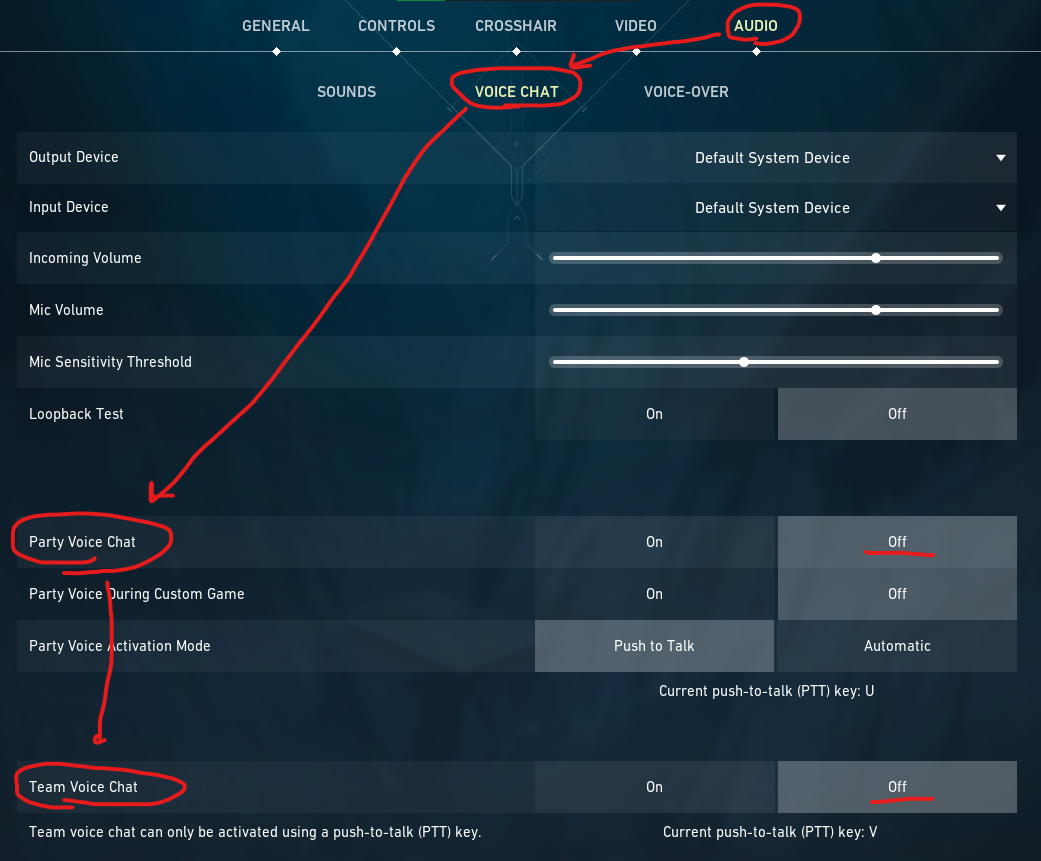 GENERAL CONTROLS CROSSHAIR VIDEO AUDIO
SOUNDS VOICE CHAT VOICE-OVER
Output Device Default System Device
Input Device Default System Device
Incoming Volume
Mic Volume
Mic Sensitivity Threshold
Loopback Test On Off
Party Voice Chat On Off
Party Voice During Custom Game On Off
Party Voice Activation Mode Push to Talk Automatic
Current push-to-talk (PTT) key: U
Team Voice Chat On Off
Team voice chat can only be activated using a push-to-talk (PTT) key. Current push-to-talk (PTT) key: V